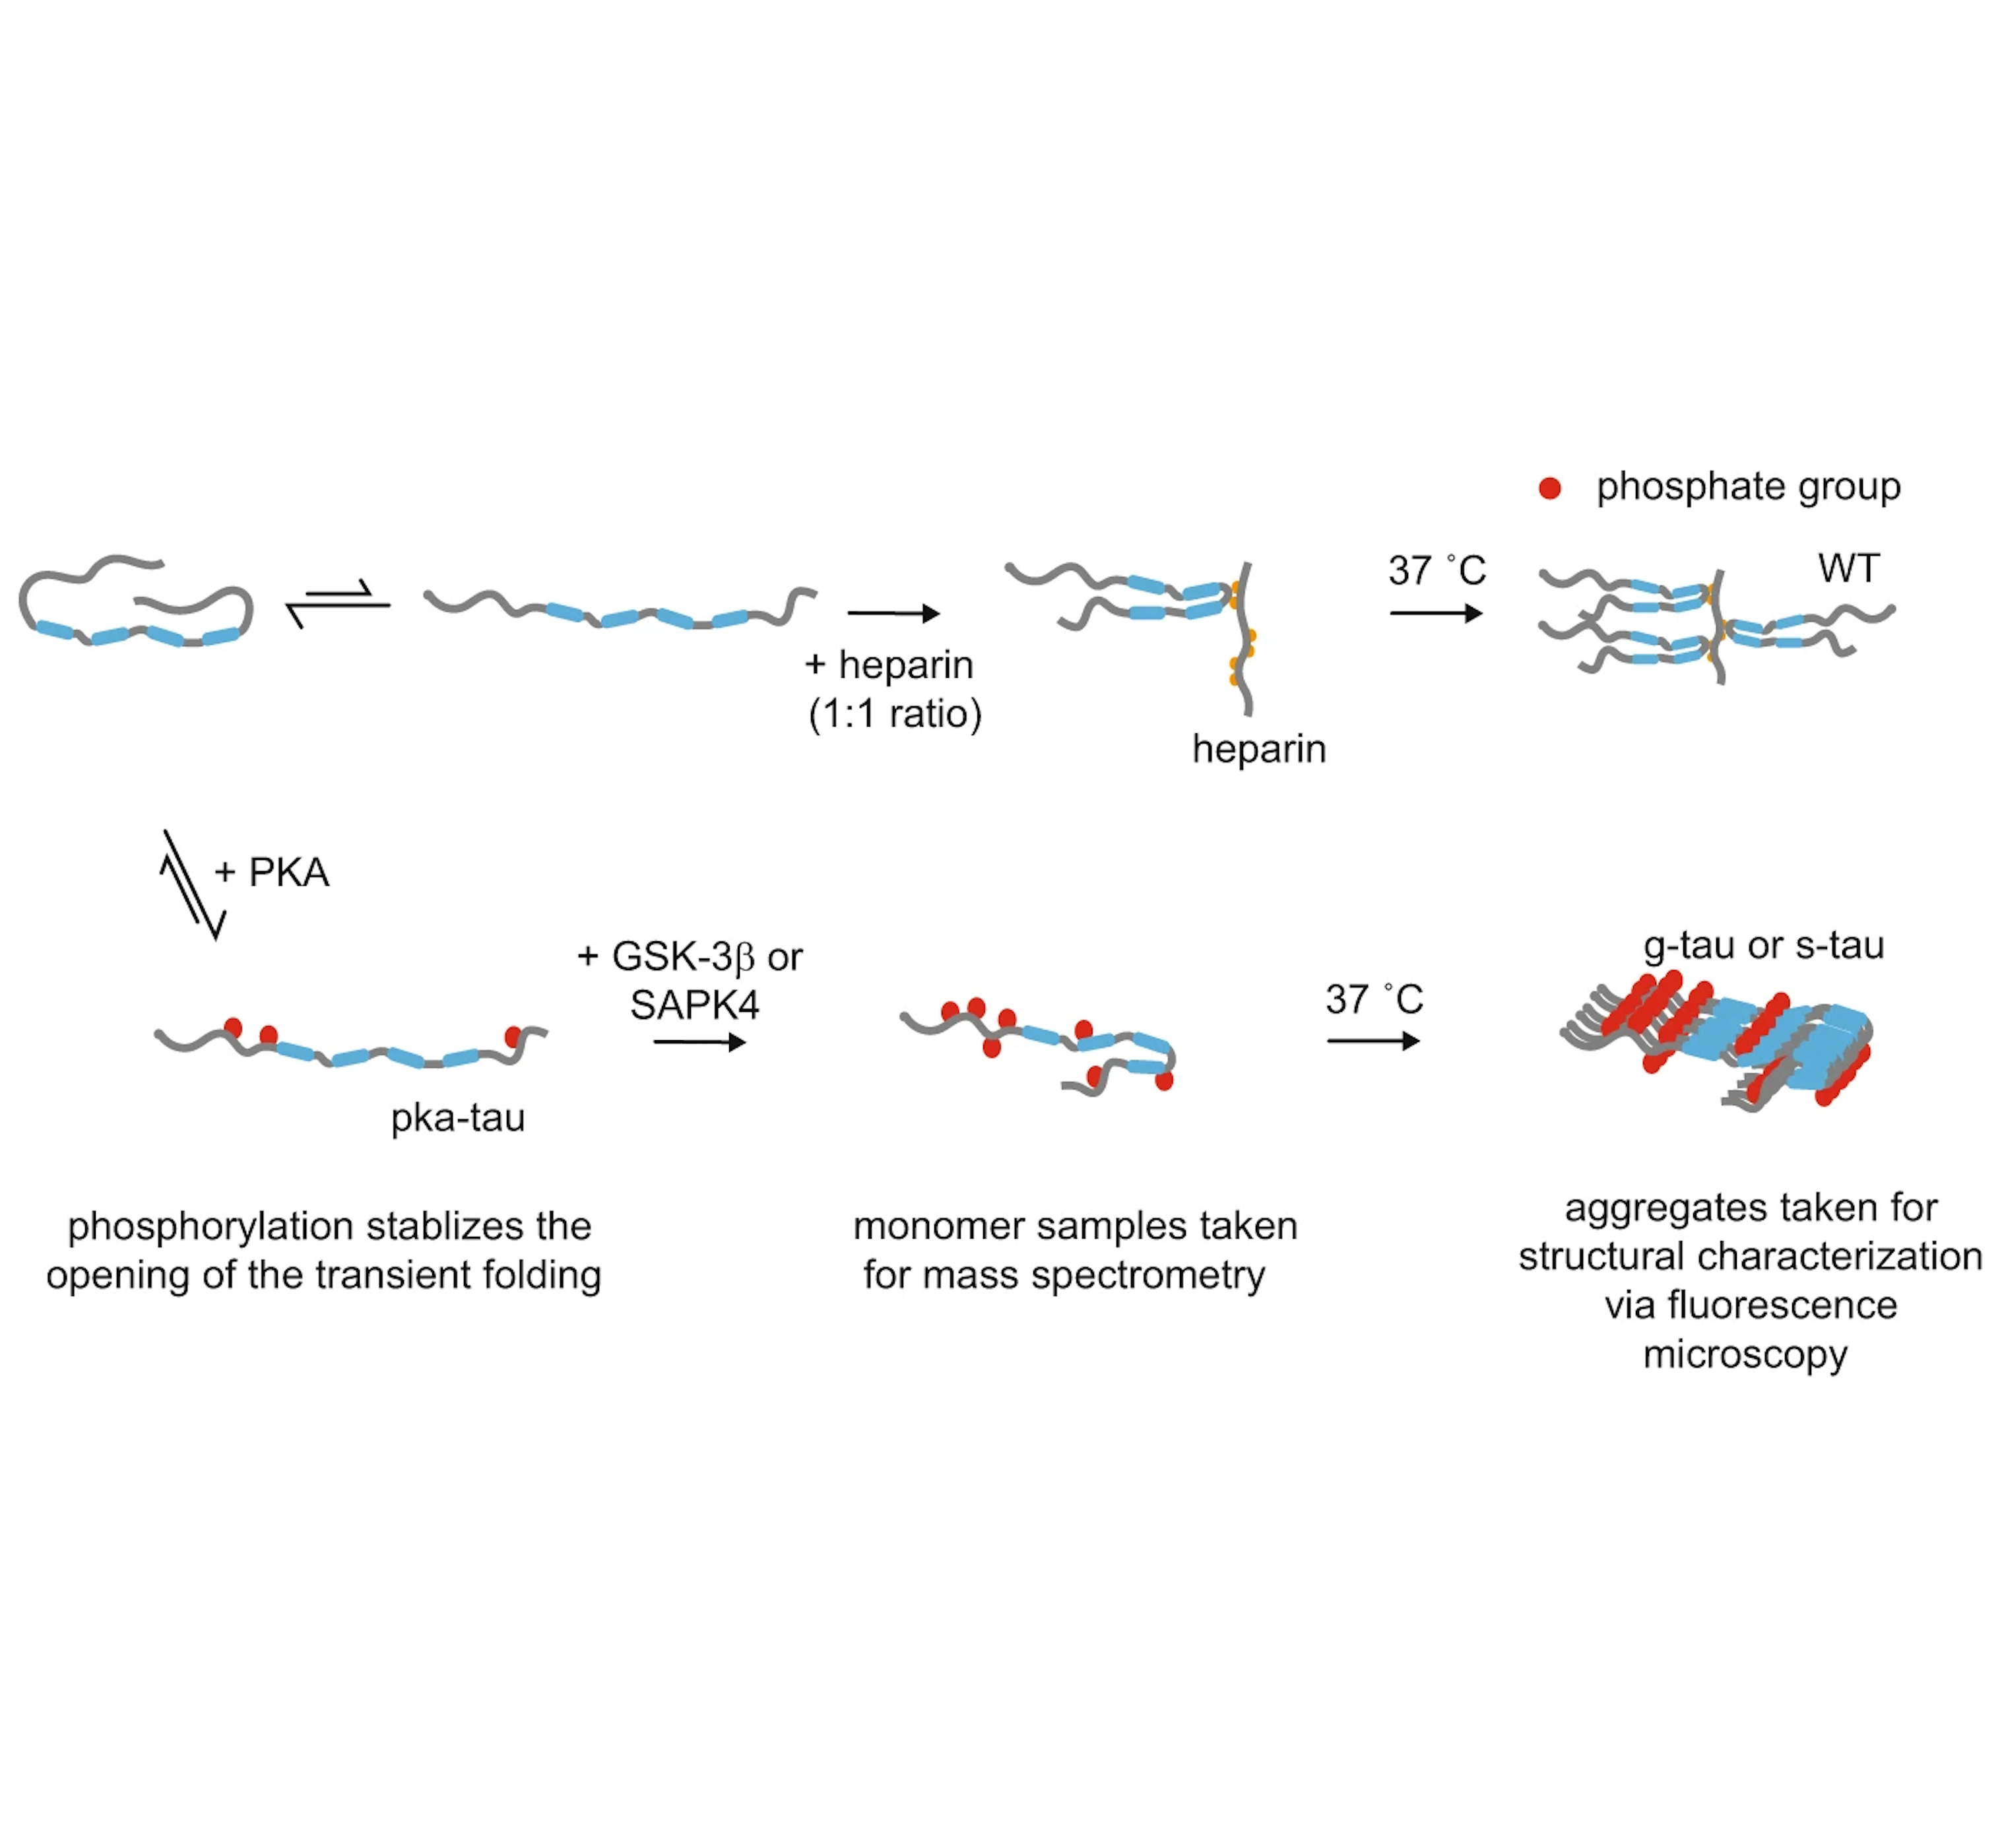 phosphate group
37 ˚C
WT
+ heparin
(1:1 ratio)
heparin
+ PKA
+ GSK-3β or
SAPK4
37 ˚C
g-tau or s-tau
pka-tau
phosphorylation stablizes the
opening of the transient folding
monomer samples taken
for mass spectrometry
aggregates taken for
structural characterization
via fluorescence
microscopy